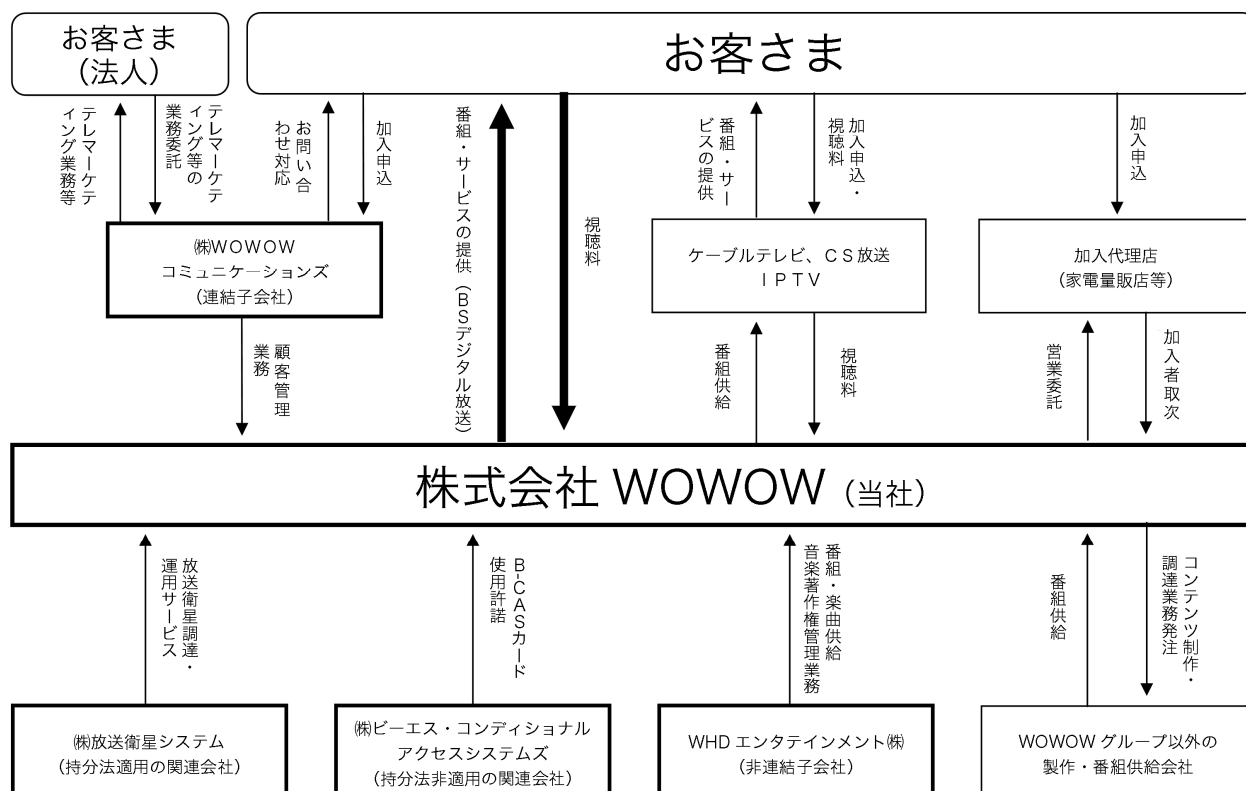 お客さま
(法人)
お客さま
テレマーケテ
ィング業務等
テレマーケテ
ィング等の
業務委託
お問い合
わせ対応
加入申込
番組・サービスの提供（BSデジタル放送）
視聴料
番組・サー
ビスの提供
加入申込・
視聴料
加入申込
㈱WOWOW
コミュニケーションズ
(連結子会社)
ケーブルテレビ、CS放送
IPTV
加入代理店
(家電量販店等)
顧客管理
業務
番組供給
視聴料
営業委託
加入者取次
株式会社 WOWOW (当社)
放送衛星調達・
運用サービス
B-CASカード
使用許諾
番組・楽曲供給
音楽著作権管理業務
番組供給
コンテンツ制作・
調達業務発注
㈱放送衛星システム
(持分法適用の関連会社)
㈱ビーエス・コンディショナル
アクセスシステムズ
(持分法非適用の関連会社)
WHD エンタテインメント㈱
(非連結子会社)
WOWOW グループ以外の
製作・番組供給会社